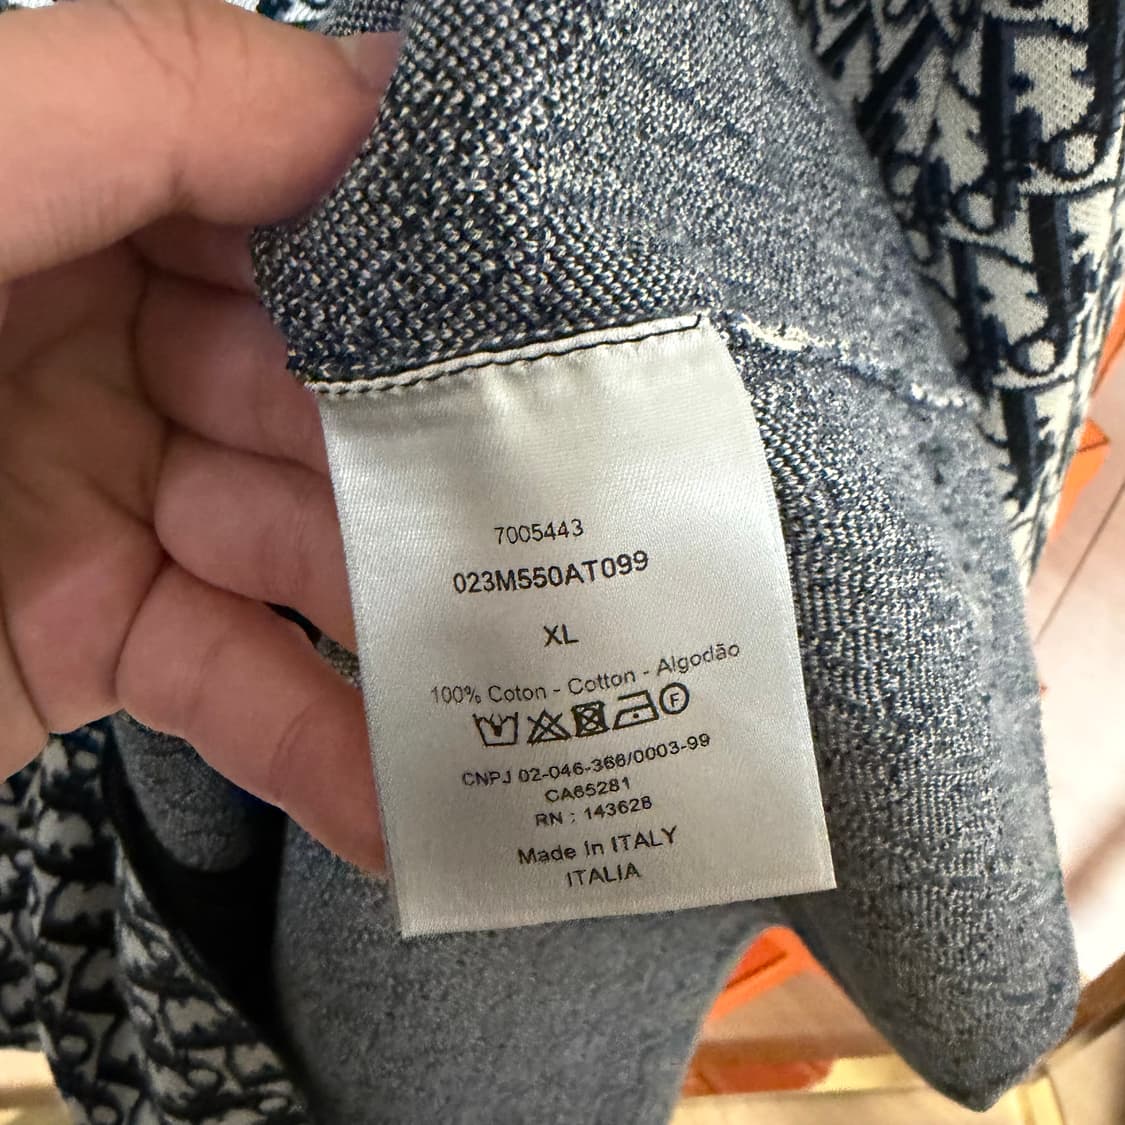 7005443
023M550AT099
XL
100% Coton - Cotton - Algodão
F
CNPJ 02-046-366/0003-99
CA65281
RN : 143628
Made in ITALY
ITALIA